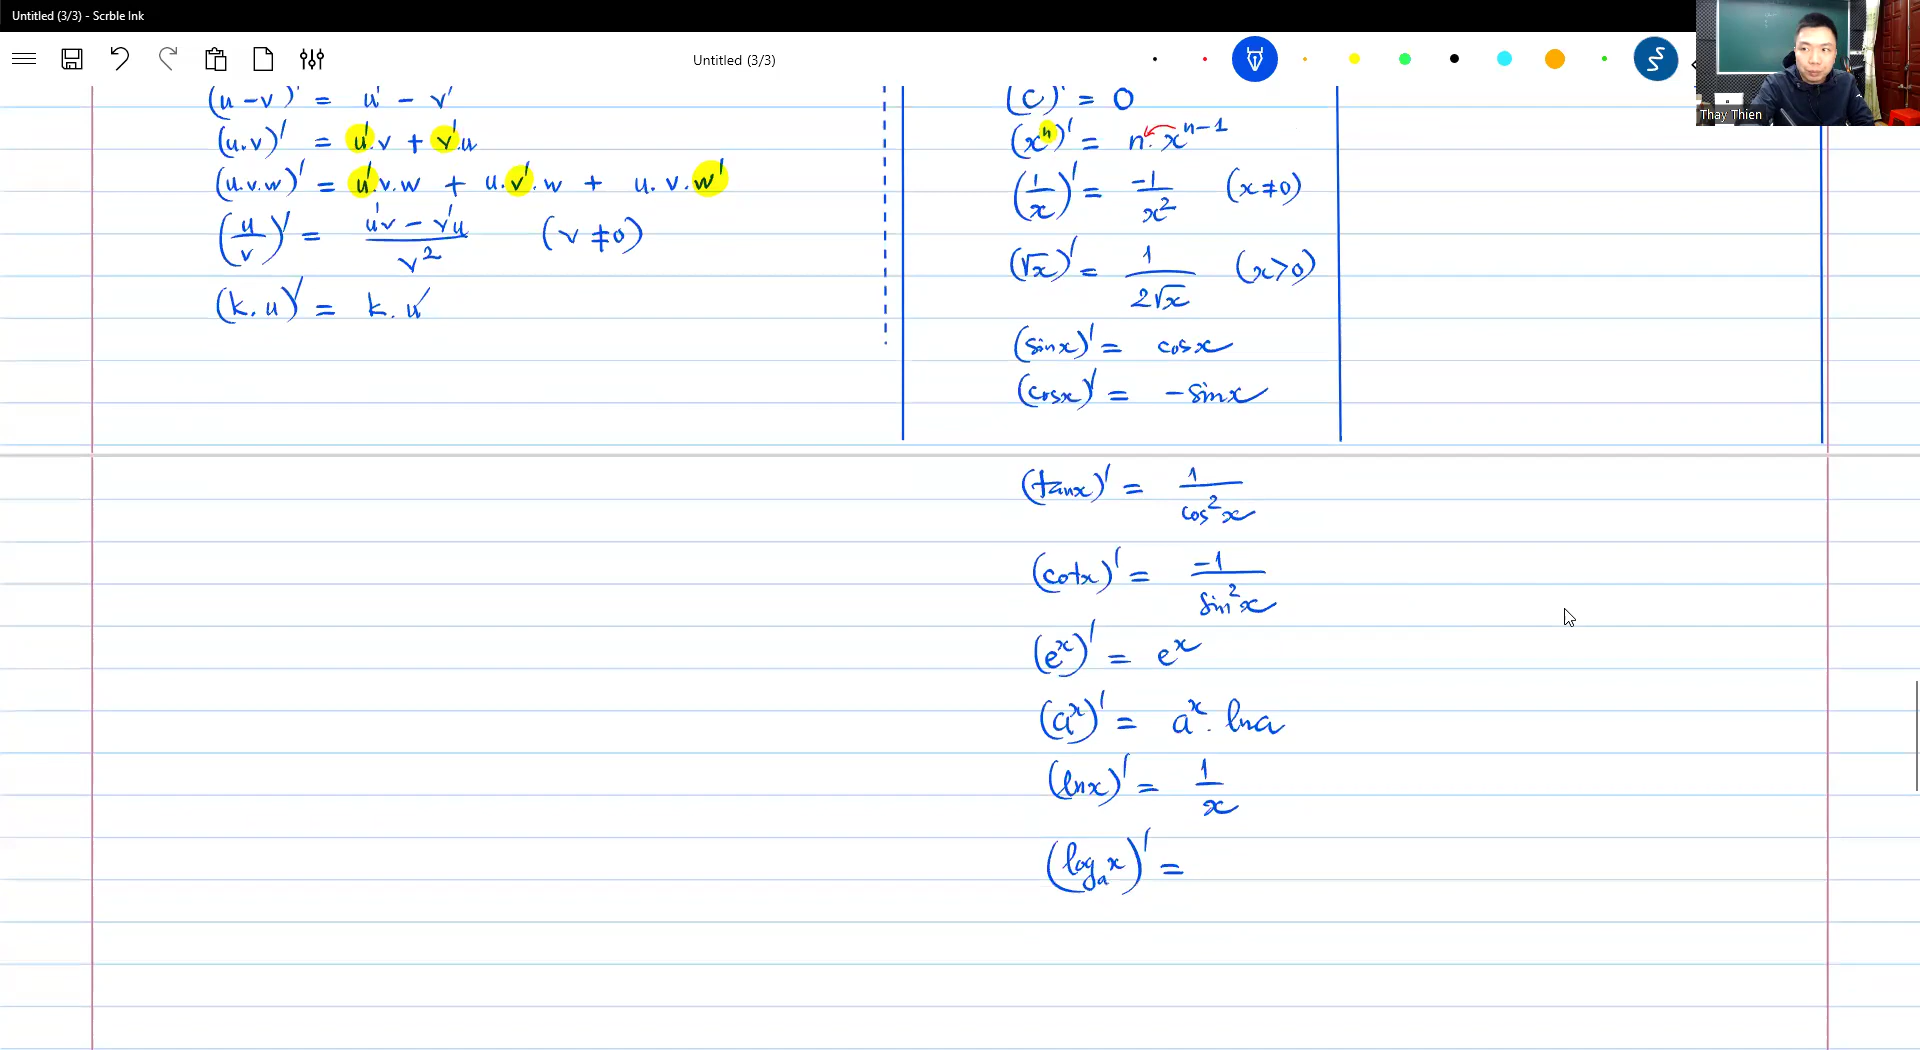 Untitled (3/3) - Scrble Ink
Untitled (3/3)
Thay Thien
(u - v)' = u' - v'
(u.v)' = u'.v + v'.u
(u.v.w)' = u'.v.w + u.v'.w + u.v.w'
(u/v)' = (u'v - v'u)/v² (v ≠ 0)
(k.u)' = k.u'
(C)' = 0
(xⁿ)' = n.xⁿ⁻¹
(1/x)' = -1/x² (x ≠ 0)
(√x)' = 1/(2√x) (x > 0)
(sinx)' = cosx
(cosx)' = -sinx
(tanx)' = 1/cos²x
(cotx)' = -1/sin²x
(eˣ)' = eˣ
(aˣ)' = aˣ.lna
(lnx)' = 1/x
(logₐx)' =